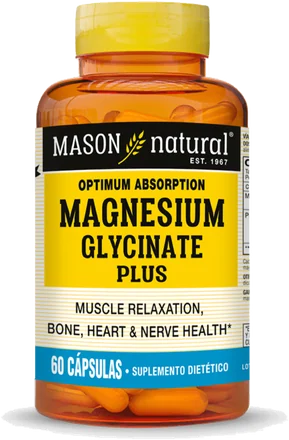 MASON natural®
EST. 1967
OPTIMUM ABSORPTION
MAGNESIUM
GLYCINATE
PLUS
MUSCLE RELAXATION,
BONE, HEART & NERVE HEALTH*
60 CÁPSULAS • SUPLEMENTO DIETÉTICO